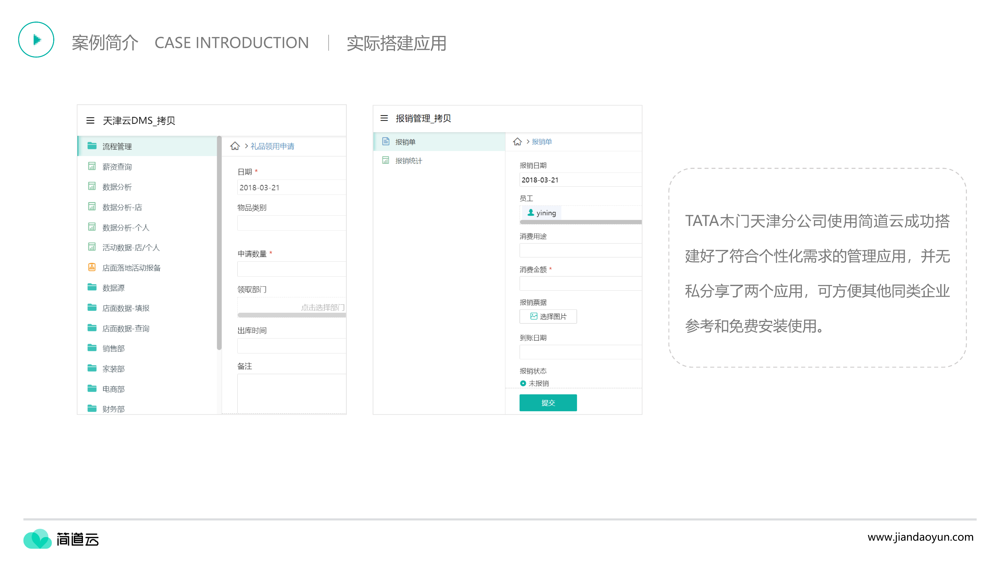 案例简介 CASE INTRODUCTION 实际搭建应用
天津云DMS_拷贝
流程管理
薪资查询
数据分析
数据分析-店
数据分析-个人
活动数据-店/个人
店面落地活动报备
数据源
店面数据-填报
店面数据-查询
销售部
家装部
电商部
财务部
> 礼品领用申请
日期 *
2018-03-21
物品类别
申请数量 *
领取部门
点击选择部门
出库时间
备注
报销管理_拷贝
报销单
报销统计
> 报销单
报销日期
2018-03-21
员工
yining
消费用途
消费金额 *
报销票据
选择图片
到账日期
报销状态
未报销
提交
TATA木门天津分公司使用简道云成功搭
建好了符合个性化需求的管理应用，并无
私分享了两个应用，可方便其他同类企业
参考和免费安装使用。
简道云
www.jiandaoyun.com